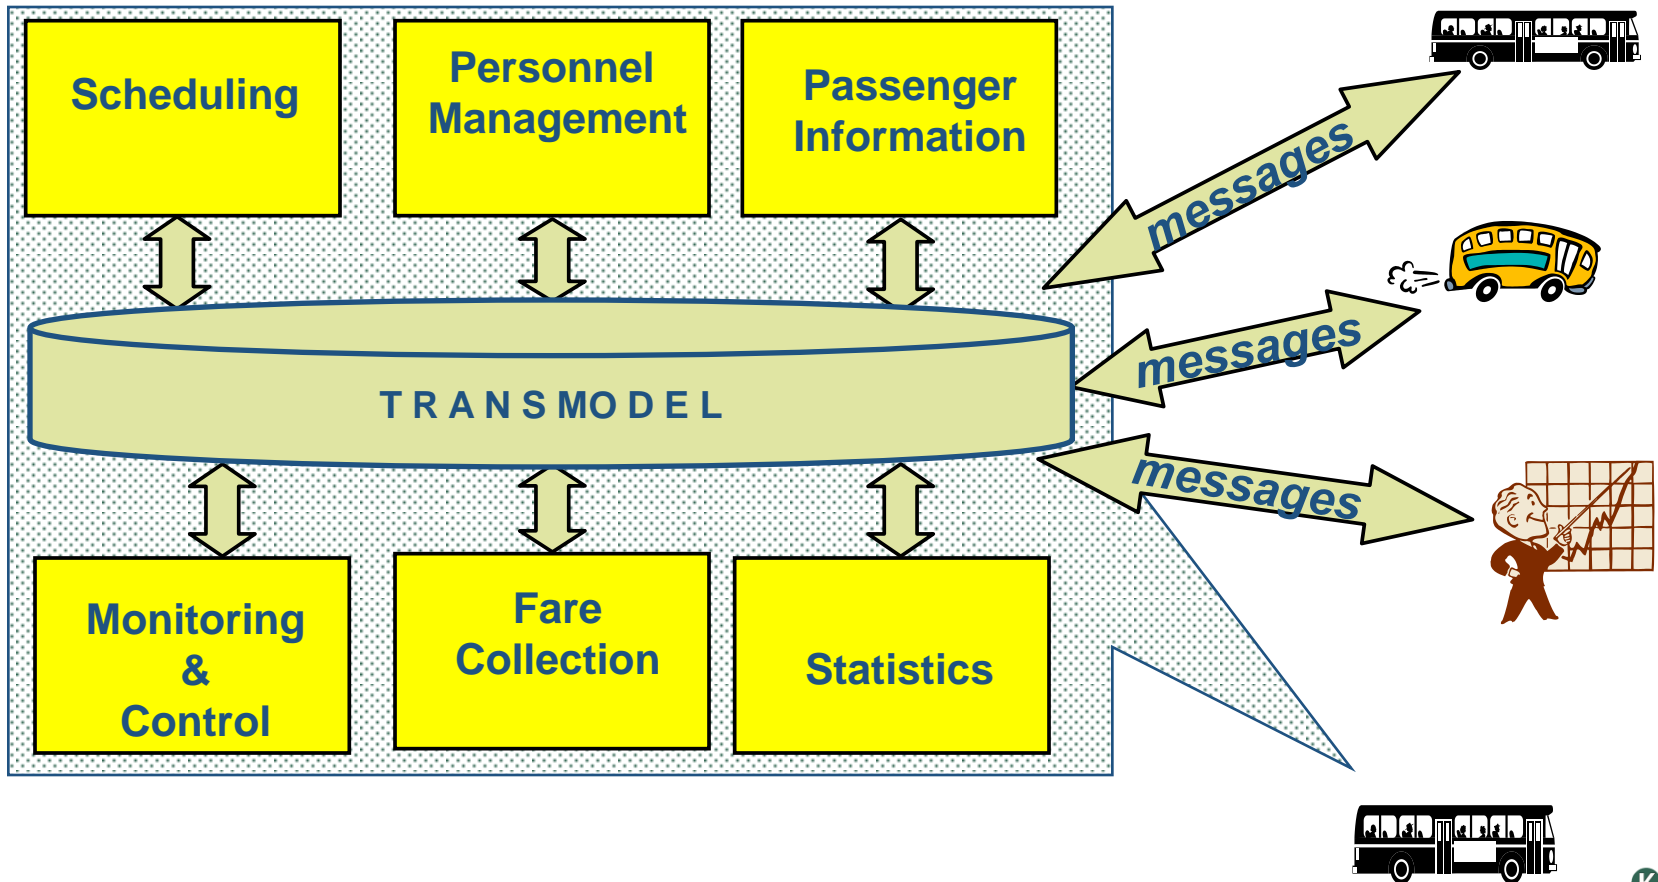 Scheduling
Personnel
Management
Passenger
Information
messages
messages
TRANSMODEL
messages
Monitoring
&
Control
Fare
Collection
Statistics